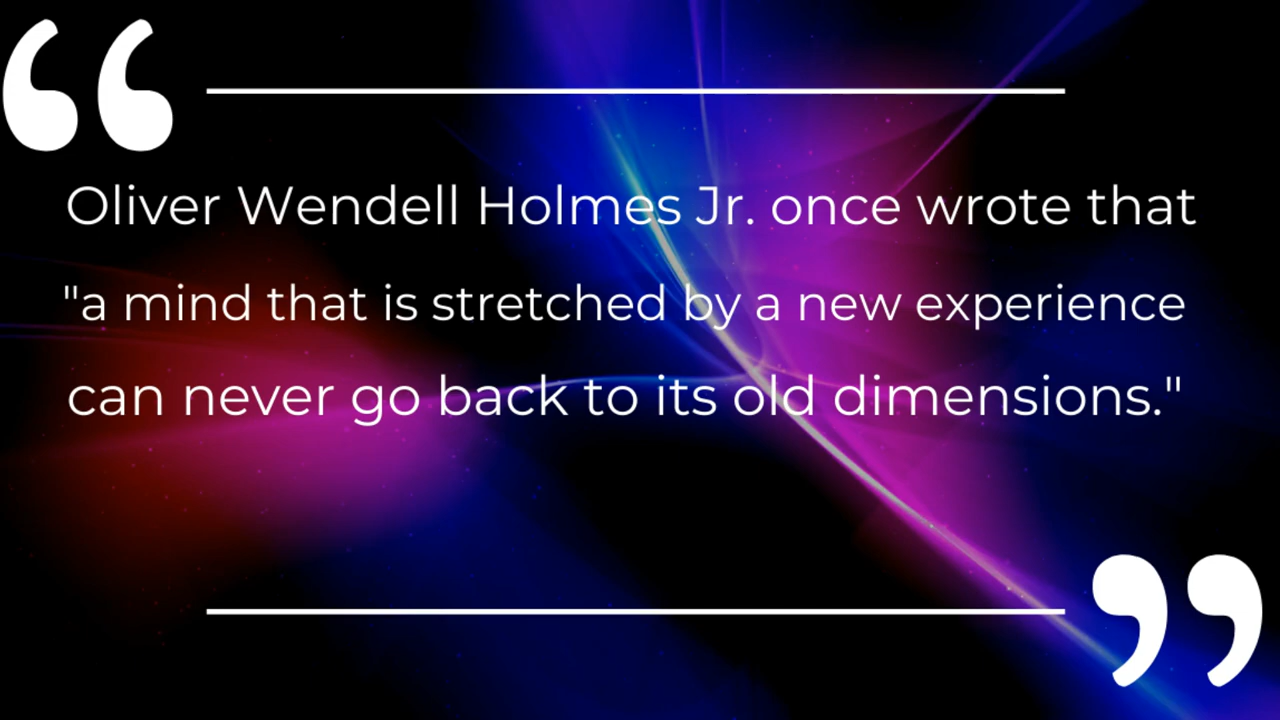 Oliver Wendell Holmes Jr. once wrote that
"a mind that is stretched by a new experience
can never go back to its old dimensions."